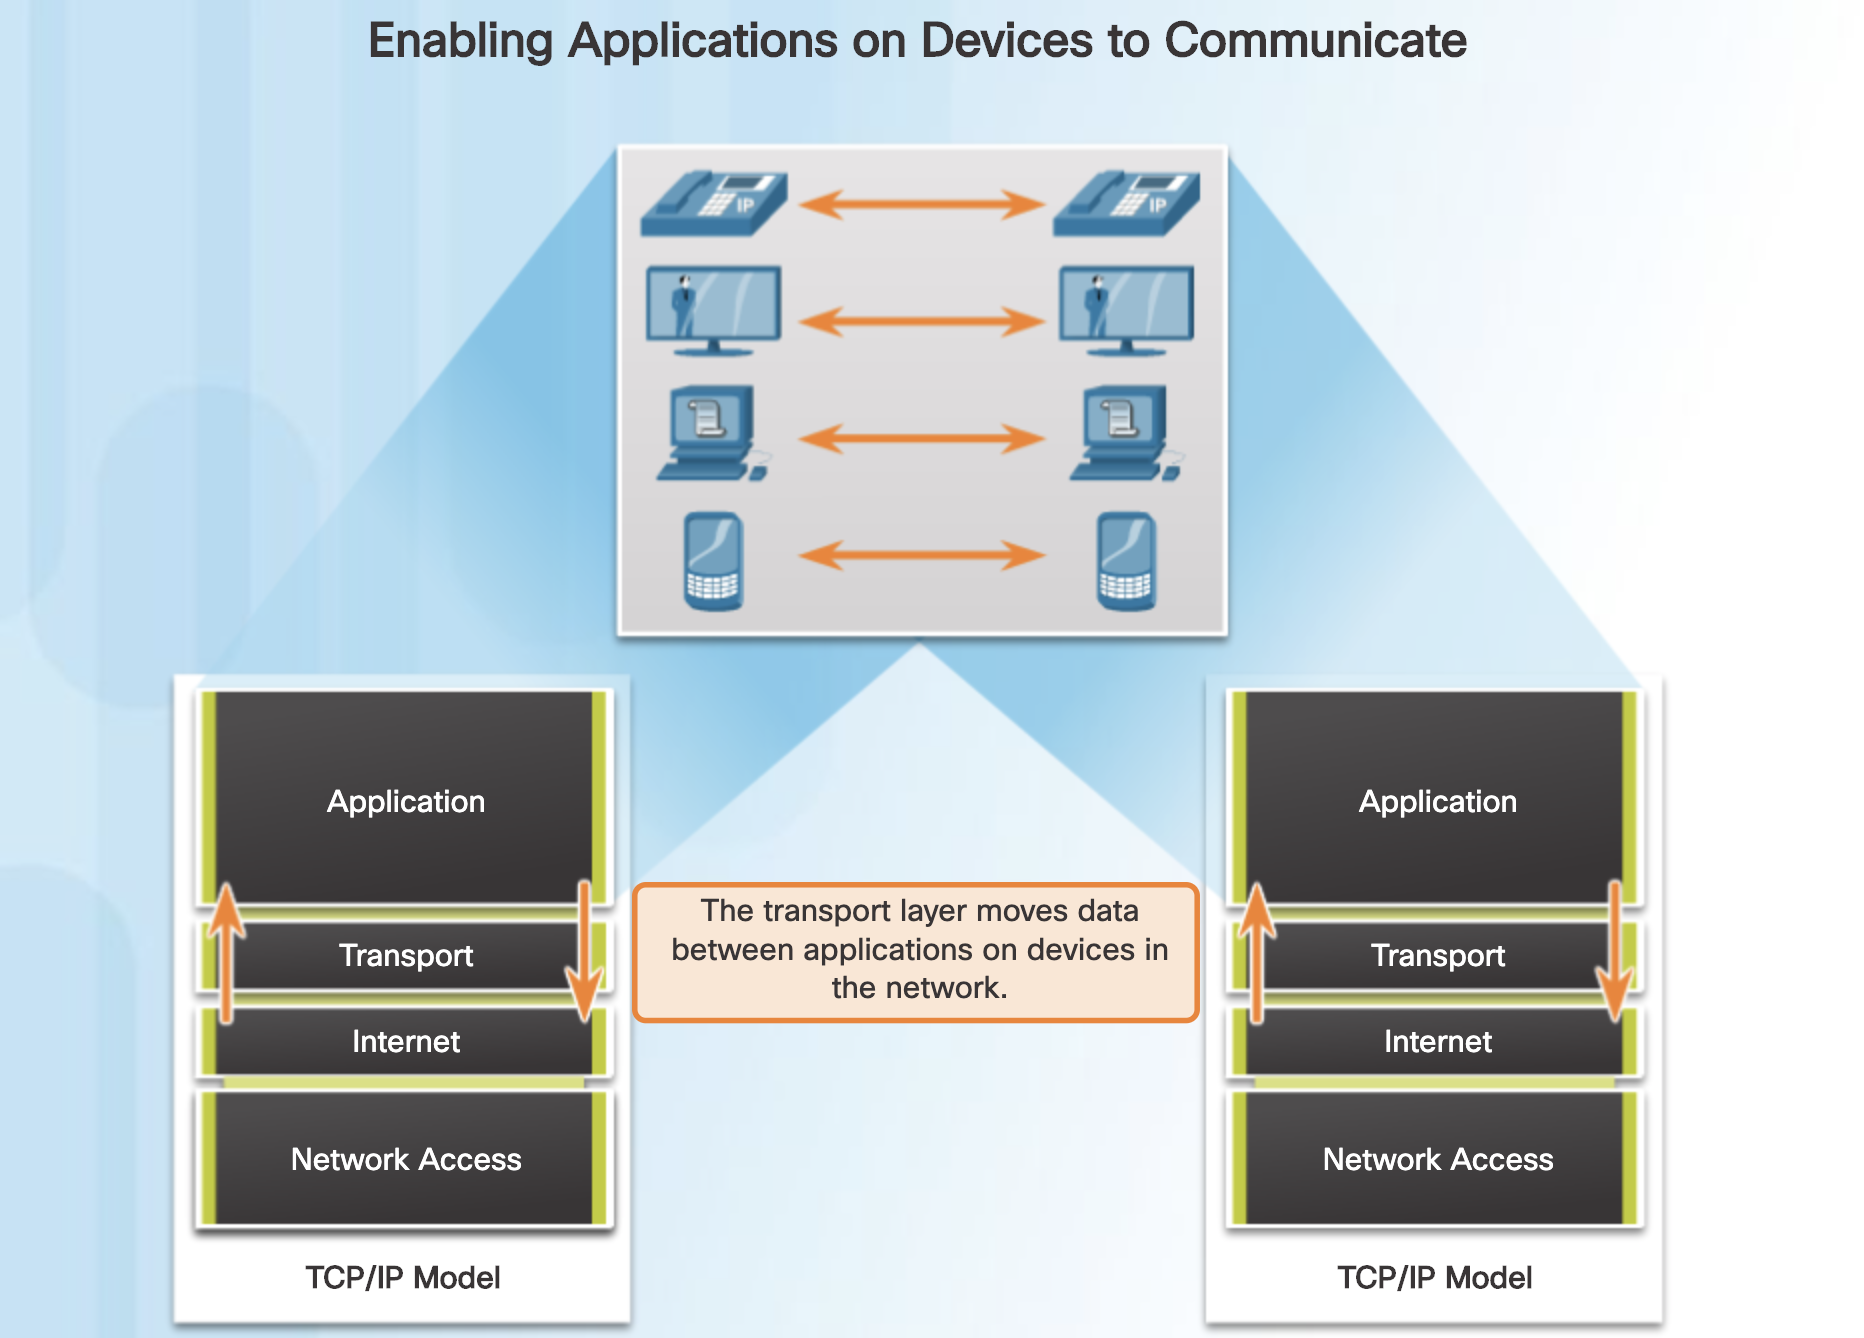 Enabling Applications on Devices to Communicate
IP
IP
Application
Transport
Internet
Network Access
TCP/IP Model
The transport layer moves data
between applications on devices in
the network.
Application
Transport
Internet
Network Access
TCP/IP Model